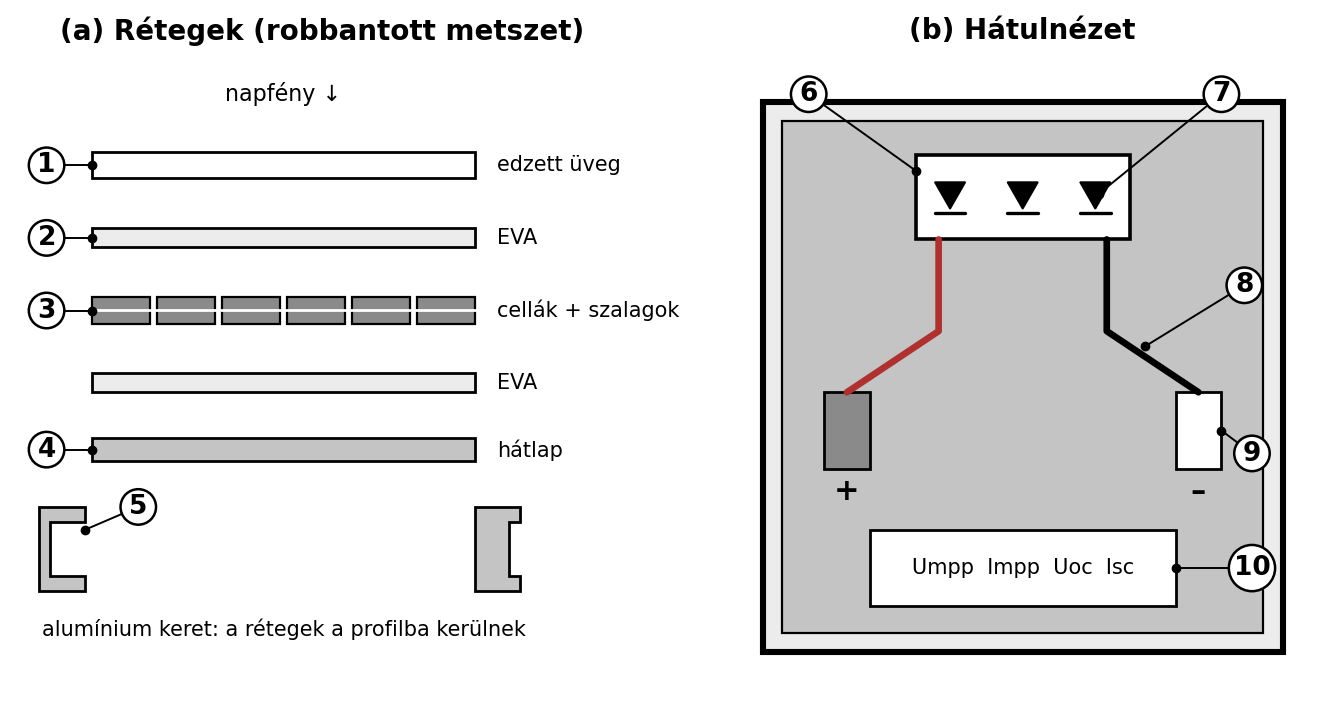 (a) Rétegek (robbantott metszet)
napfény ↓
1
edzett üveg
2
EVA
3
cellák + szalagok
EVA
4
hátlap
5
alumínium keret: a rétegek a profilba kerülnek
(b) Hátulnézet
6
7
8
9
+
–
Umpp Impp Uoc Isc
10